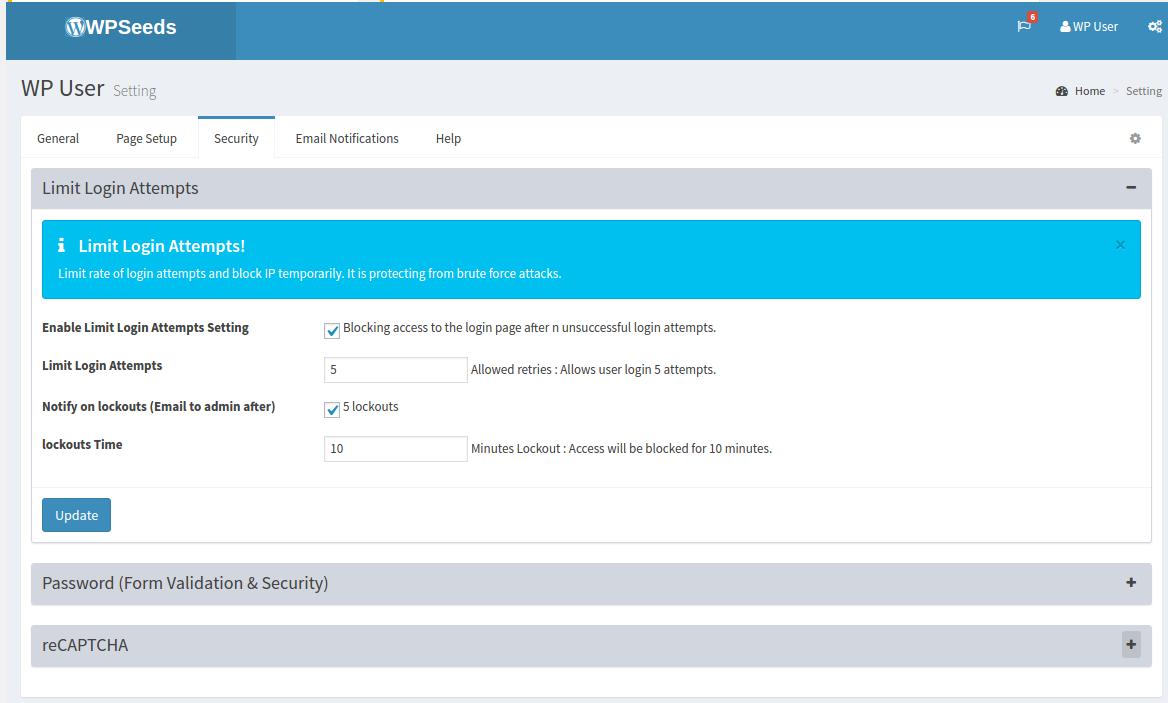 WPSeeds
6
WP User
WP User Setting
Home > Setting
General Page Setup Security Email Notifications Help
Limit Login Attempts
Limit Login Attempts!
Limit rate of login attempts and block IP temporarily. It is protecting from brute force attacks.
Enable Limit Login Attempts Setting Blocking access to the login page after n unsuccessful login attempts.
Limit Login Attempts 5 Allowed retries : Allows user login 5 attempts.
Notify on lockouts (Email to admin after) 5 lockouts
lockouts Time 10 Minutes Lockout : Access will be blocked for 10 minutes.
Update
Password (Form Validation & Security)
reCAPTCHA